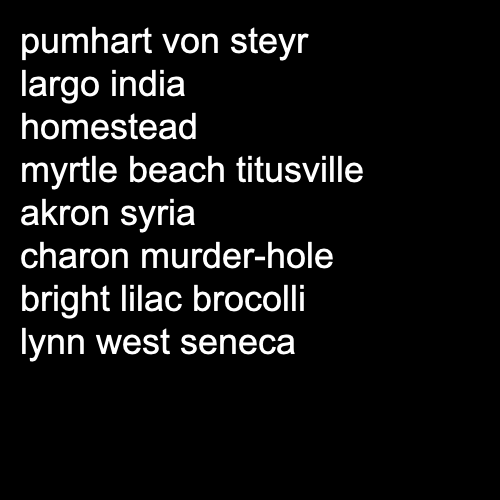 pumhart von steyr
largo india
homestead
myrtle beach titusville
akron syria
charon murder-hole
bright lilac brocolli
lynn west seneca